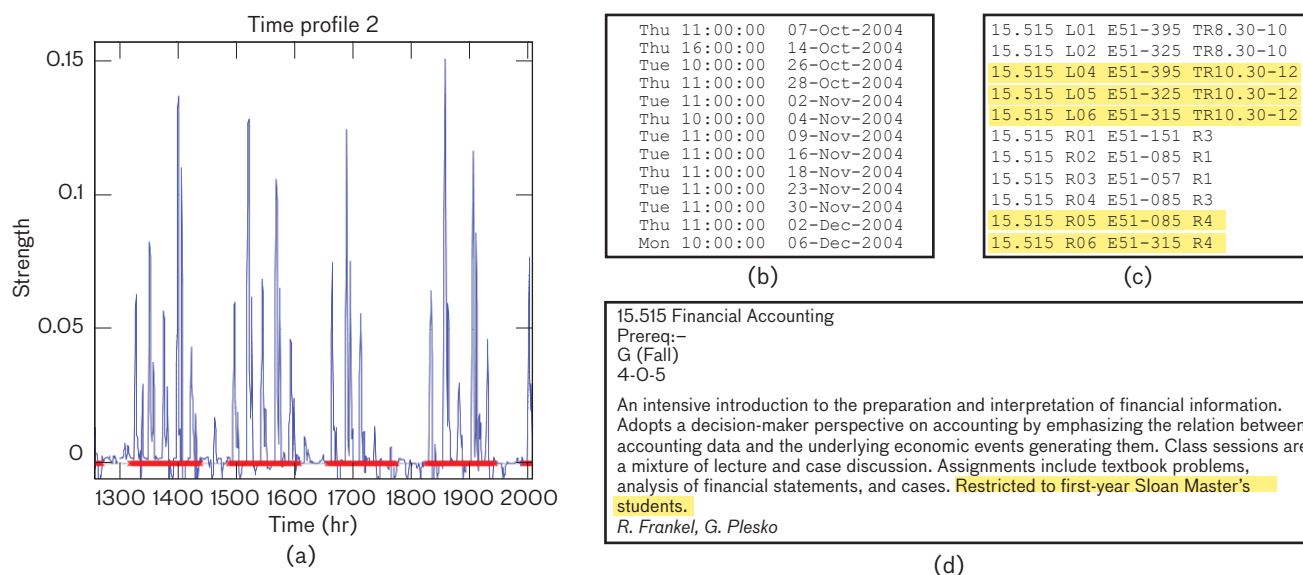 Time profile 2
0.15
0.1
0.05
0
Strength
1300 1400 1500 1600 1700 1800 1900 2000
Time (hr)
(a)
Thu 11:00:00 07-Oct-2004
Thu 16:00:00 14-Oct-2004
Tue 10:00:00 26-Oct-2004
Thu 11:00:00 28-Oct-2004
Tue 11:00:00 02-Nov-2004
Thu 10:00:00 04-Nov-2004
Tue 11:00:00 09-Nov-2004
Tue 11:00:00 16-Nov-2004
Thu 11:00:00 18-Nov-2004
Tue 11:00:00 23-Nov-2004
Tue 11:00:00 30-Nov-2004
Thu 11:00:00 02-Dec-2004
Mon 10:00:00 06-Dec-2004
(b)
15.515 L01 E51-395 TR8.30-10
15.515 L02 E51-325 TR8.30-10
15.515 L04 E51-395 TR10.30-12
15.515 L05 E51-325 TR10.30-12
15.515 L06 E51-315 TR10.30-12
15.515 R01 E51-151 R3
15.515 R02 E51-085 R1
15.515 R03 E51-057 R1
15.515 R04 E51-085 R3
15.515 R05 E51-085 R4
15.515 R06 E51-315 R4
(c)
15.515 Financial Accounting
Prereq:–
G (Fall)
4-0-5
An intensive introduction to the preparation and interpretation of financial information.
Adopts a decision-maker perspective on accounting by emphasizing the relation between
accounting data and the underlying economic events generating them. Class sessions are
a mixture of lecture and case discussion. Assignments include textbook problems,
analysis of financial statements, and cases. Restricted to first-year Sloan Master's
students.
R. Frankel, G. Plesko
(d)